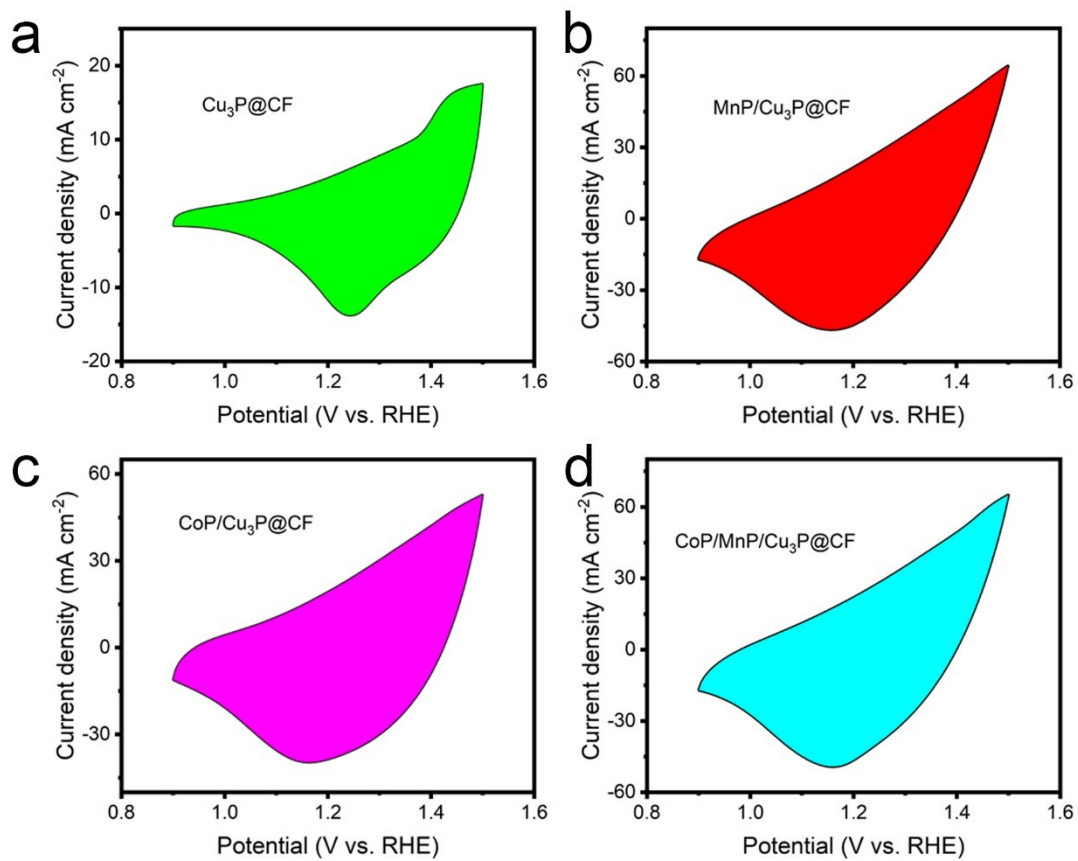 a
Current density (mA cm⁻²)
20
10
0
-10
-20
Cu₃P@CF
0.8 1.0 1.2 1.4 1.6
Potential (V vs. RHE)
b
Current density (mA cm⁻²)
60
30
0
-30
-60
MnP/Cu₃P@CF
0.8 1.0 1.2 1.4 1.6
Potential (V vs. RHE)
c
Current density (mA cm⁻²)
60
30
0
-30
CoP/Cu₃P@CF
0.8 1.0 1.2 1.4 1.6
Potential (V vs. RHE)
d
Current density (mA cm⁻²)
60
30
0
-30
-60
CoP/MnP/Cu₃P@CF
0.8 1.0 1.2 1.4 1.6
Potential (V vs. RHE)